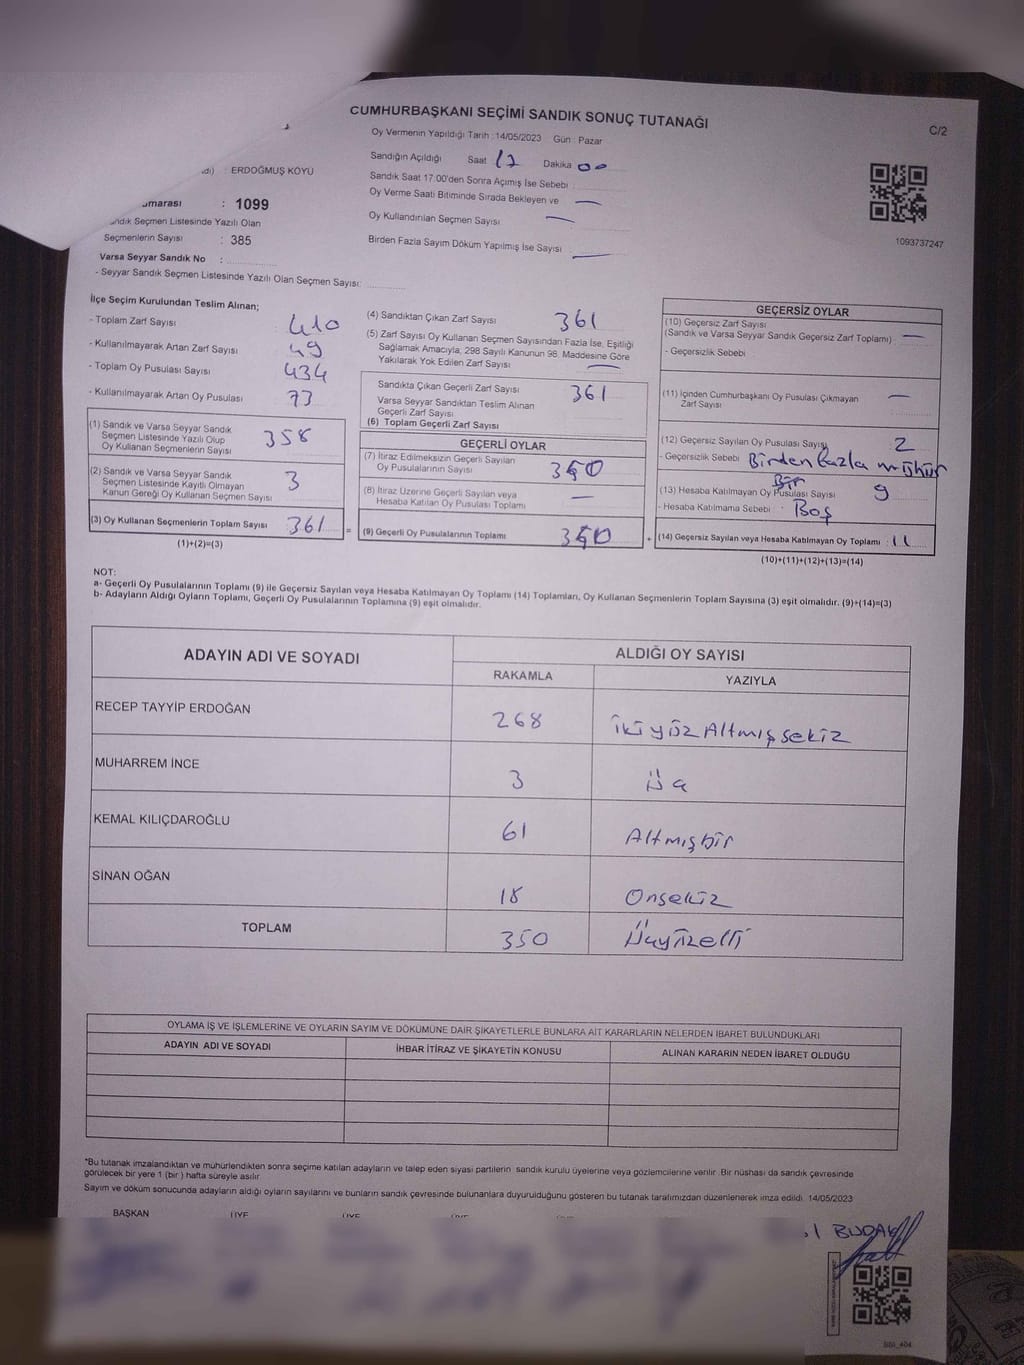 CUMHURBAŞKANI SEÇİMİ SANDIK SONUÇ TUTANAĞI
C/2
Oy Vermenin Yapıldığı Tarih : 14/05/2023 Gün : Pazar
Sandığın Açıldığı Saat 17 Dakika 00
Sandık Saat 17:00'den Sonra Açımış İse Sebebi :
Oy Verme Saati Bitiminde Sırada Bekleyen ve —
Oy Kullandırılan Seçmen Sayısı —
Birden Fazla Sayım Döküm Yapılmış İse Sayısı : —
1093737247
: ERDOĞMUŞ KÖYÜ
: 1099
Seçmen Listesinde Yazılı Olan
Seçmenlerin Sayısı : 385
Varsa Seyyar Sandık No :
- Seyyar Sandık Seçmen Listesinde Yazılı Olan Seçmen Sayısı:
İlçe Seçim Kurulundan Teslim Alınan;
- Toplam Zarf Sayısı 410
- Kullanılmayarak Artan Zarf Sayısı 49
- Toplam Oy Pusulası Sayısı 434
- Kullanılmayarak Artan Oy Pusulası 73
(1) Sandık ve Varsa Seyyar Sandık
Seçmen Listesinde Yazılı Olup
Oy Kullanan Seçmenlerin Sayısı 358
(2) Sandık ve Varsa Seyyar Sandık
Seçmen Listesinde Kayıtlı Olmayan
Kanun Gereği Oy Kullanan Seçmen Sayısı 3
(3) Oy Kullanan Seçmenlerin Toplam Sayısı 361 =
(1)+(2)=(3)
(4) Sandıktan Çıkan Zarf Sayısı 361
(5) Zarf Sayısı Oy Kullanan Seçmen Sayısından Fazla İse, Eşitliği
Sağlamak Amacıyla, 298 Sayılı Kanunun 98. Maddesine Göre
Yakılarak Yok Edilen Zarf Sayısı —
Sandıkta Çıkan Geçerli Zarf Sayısı 361
Varsa Seyyar Sandıktan Teslim Alınan
Geçerli Zarf Sayısı
(6) Toplam Geçerli Zarf Sayısı
GEÇERLİ OYLAR
(7) İtiraz Edilmeksizin Geçerli Sayılan
Oy Pusulalarının Sayısı 350
(8) İtiraz Üzerine Geçerli Sayılan veya
Hesaba Katılan Oy Pusulası Toplamı —
(9) Geçerli Oy Pusulalarının Toplamı 350 +
GEÇERSİZ OYLAR
(10) Geçersiz Zarf Sayısı
(Sandık ve Varsa Seyyar Sandık Geçersiz Zarf Toplamı) —
- Geçersizlik Sebebi
(11) İçinden Cumhurbaşkanı Oy Pusulası Çıkmayan
Zarf Sayısı —
(12) Geçersiz Sayılan Oy Pusulası Sayısı 2
- Geçersizlik Sebebi Birden fazla mühür
Bir
(13) Hesaba Katılmayan Oy Pusulası Sayısı 9
- Hesaba Katılmama Sebebi : Boş
(14) Geçersiz Sayılan veya Hesaba Katılmayan Oy Toplamı : 11
(10)+(11)+(12)+(13)=(14)
NOT:
a- Geçerli Oy Pusulalarının Toplamı (9) ile Geçersiz Sayılan veya Hesaba Katılmayan Oy Toplamı (14) Toplamları, Oy Kullanan Seçmenlerin Toplam Sayısına (3) eşit olmalıdır. (9)+(14)=(3)
b- Adayların Aldığı Oyların Toplamı, Geçerli Oy Pusulalarının Toplamına (9) eşit olmalıdır.
ADAYIN ADI VE SOYADI ALDIĞI OY SAYISI
RAKAMLA YAZIYLA
RECEP TAYYİP ERDOĞAN 268 ikiyüzAltmışsekiz
MUHARREM İNCE 3 Üç
KEMAL KILIÇDAROĞLU 61 Altmışbir
SİNAN OĞAN 18 Onsekiz
TOPLAM 350 Üçyüzelli
OYLAMA İŞ VE İŞLEMLERİNE VE OYLARIN SAYIM VE DÖKÜMÜNE DAİR ŞİKAYETLERLE BUNLARA AİT KARARLARIN NELERDEN İBARET BULUNDUKLARI
ADAYIN ADI VE SOYADI İHBAR İTİRAZ VE ŞİKAYETİN KONUSU ALINAN KARARIN NEDEN İBARET OLDUĞU
*Bu tutanak imzalandıktan ve mühürlendikten sonra seçime katılan adayların ve talep eden siyasi partilerin sandık kurulu üyelerine veya gözlemcilerine verilir. Bir nüshası da sandık çevresinde
görülecek bir yere 1 (bir) hafta süreyle asılır
Sayım ve döküm sonucunda adayların aldığı oyların sayılarını ve bunların sandık çevresinde bulunanlara duyurulduğunu gösteren bu tutanak tarafımızdan düzenlenerek imza edildi. 14/05/2023
BAŞKAN ÜYE ÜYE ÜYE
BUDAK